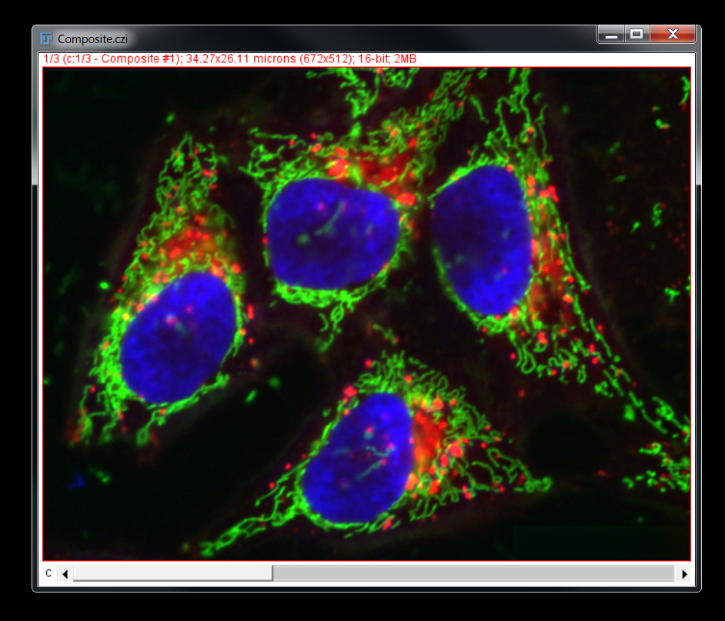 Composite.czi
1/3 (c:1/3 - Composite #1); 34.27x26.11 microns (672x512); 16-bit; 2MB
C